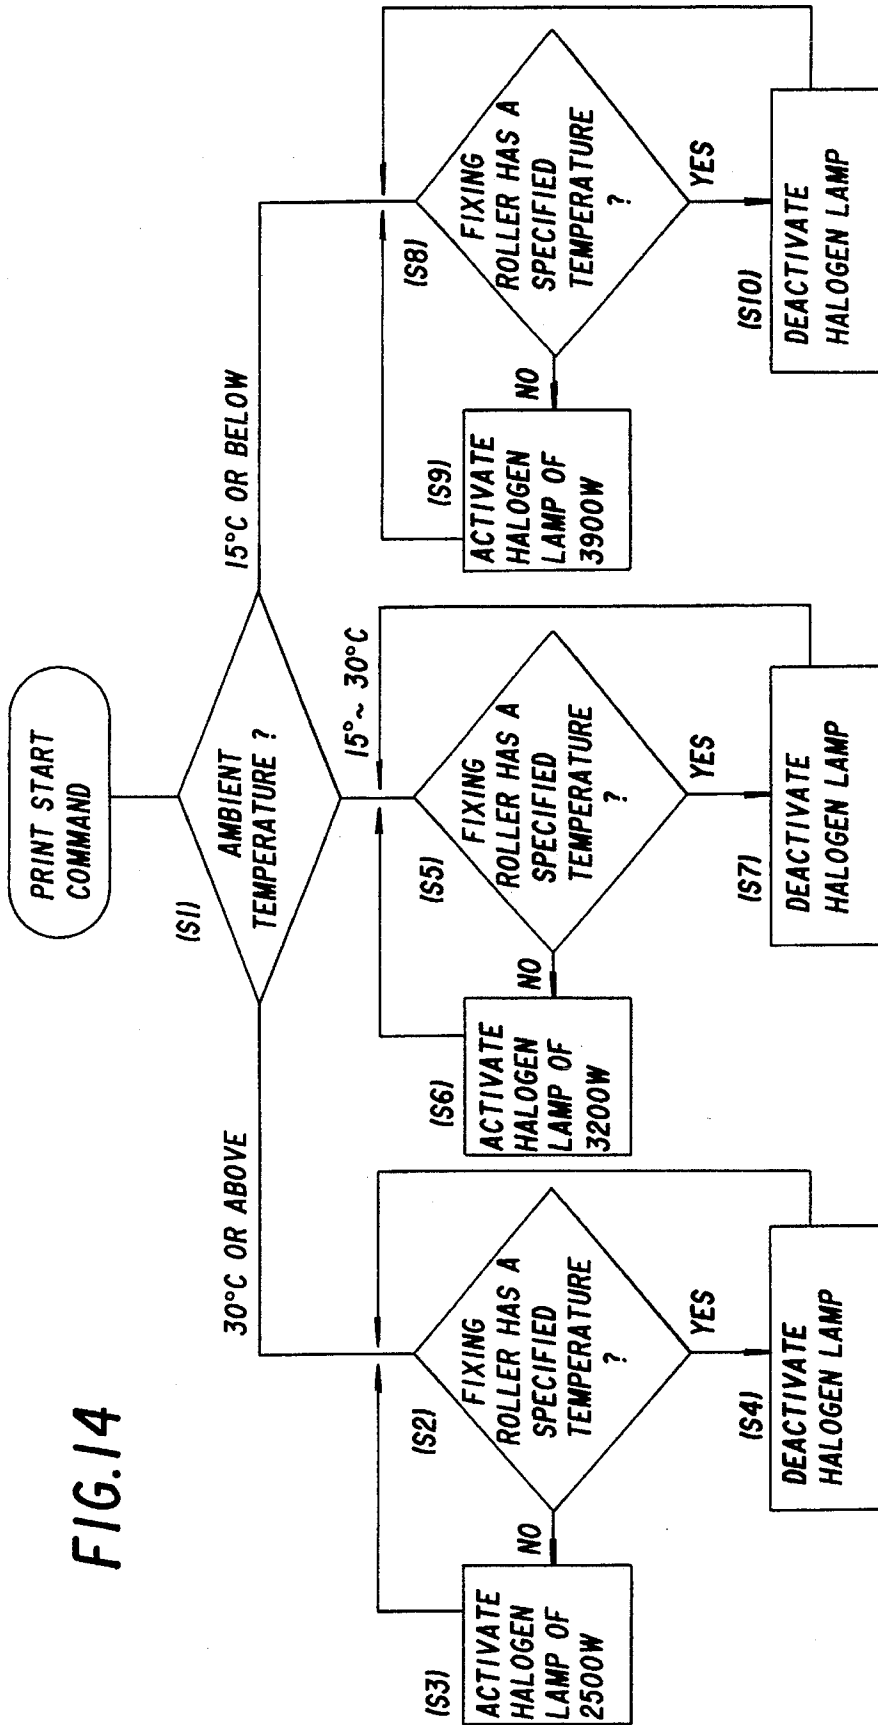 FIG.14
PRINT START
COMMAND
(S1)
AMBIENT
TEMPERATURE ?
30°C OR ABOVE
15°~ 30°C
15°C OR BELOW
(S2)
FIXING
ROLLER HAS A
SPECIFIED
TEMPERATURE
?
NO
YES
(S3)
ACTIVATE
HALOGEN
LAMP OF
2500W
(S4)
DEACTIVATE
HALOGEN LAMP
(S5)
FIXING
ROLLER HAS A
SPECIFIED
TEMPERATURE
?
NO
YES
(S6)
ACTIVATE
HALOGEN
LAMP OF
3200W
(S7)
DEACTIVATE
HALOGEN LAMP
(S8)
FIXING
ROLLER HAS A
SPECIFIED
TEMPERATURE
?
NO
YES
(S9)
ACTIVATE
HALOGEN
LAMP OF
3900W
(S10)
DEACTIVATE
HALOGEN LAMP